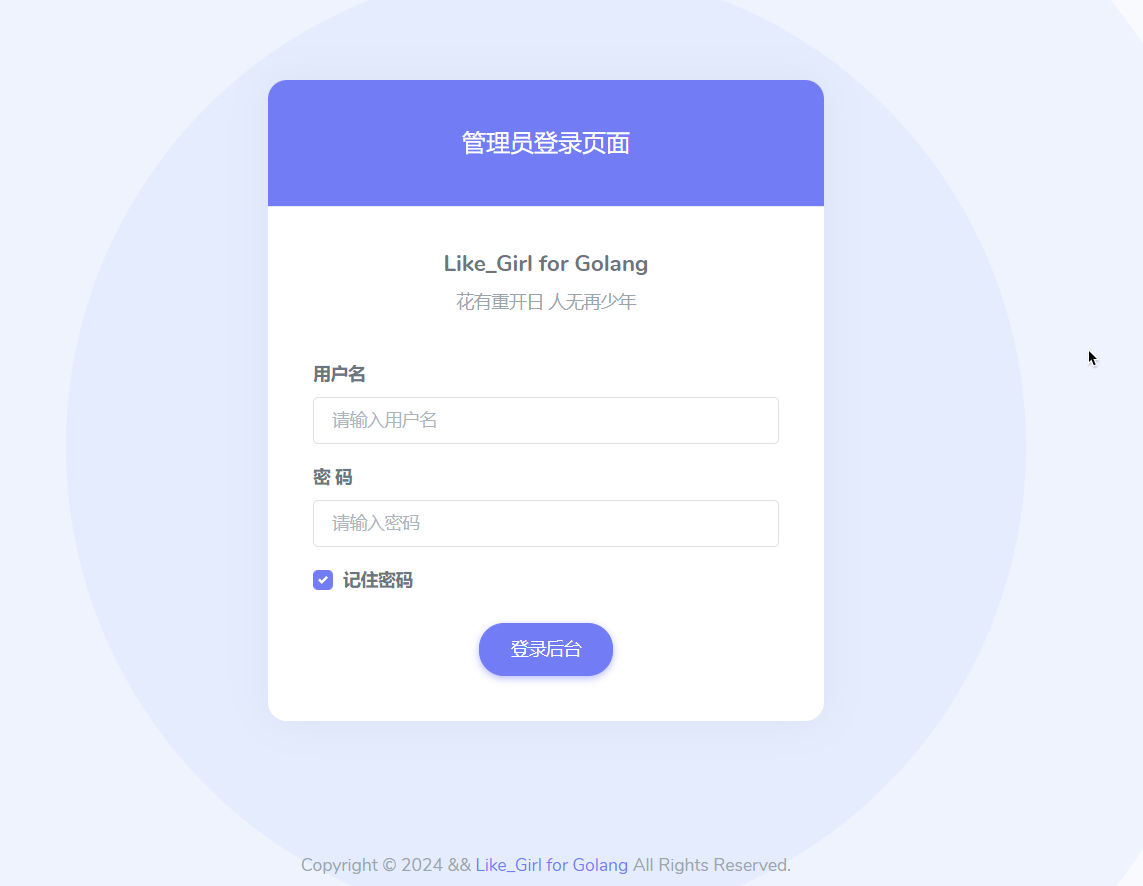 管理员登录页面
Like_Girl for Golang
花有重开日 人无再少年
用户名
请输入用户名
密 码
请输入密码
记住密码
登录后台
Copyright © 2024 && Like_Girl for Golang All Rights Reserved.